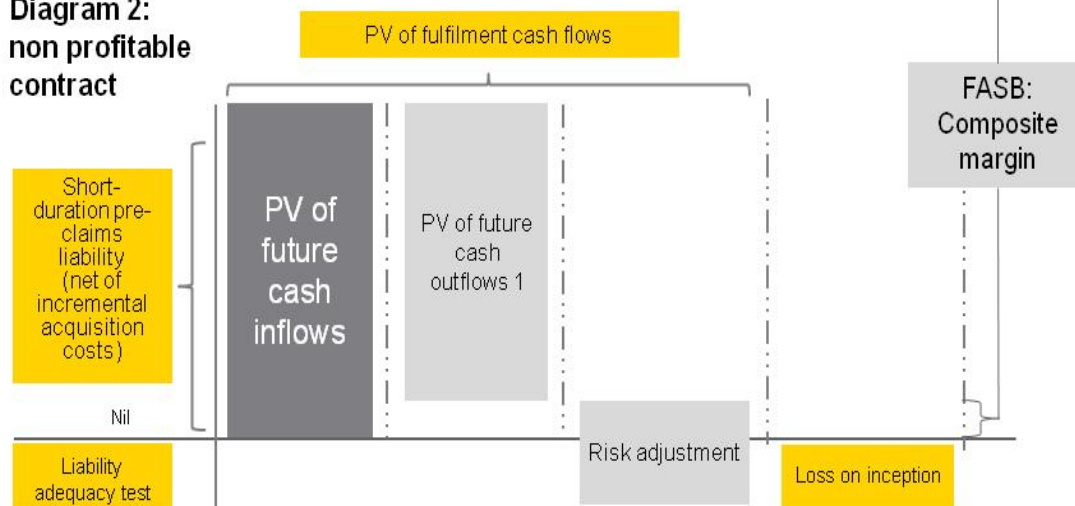 Diagram 2:
non profitable
contract
PV of fulfilment cash flows
FASB:
Composite
margin
Short-
duration pre-
claims
liability
(net of
incremental
acquisition
costs)
PV of
future
cash
inflows
PV of future
cash
outflows 1
Nil
Risk adjustment
Liability
adequacy test
Loss on inception